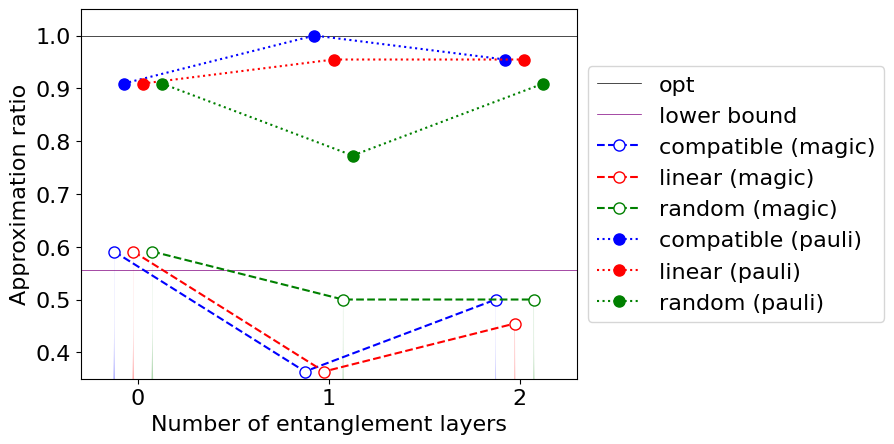 1.0
0.9
0.8
0.7
0.6
0.5
0.4
Approximation ratio
0
1
2
Number of entanglement layers
opt
lower bound
compatible (magic)
linear (magic)
random (magic)
compatible (pauli)
linear (pauli)
random (pauli)